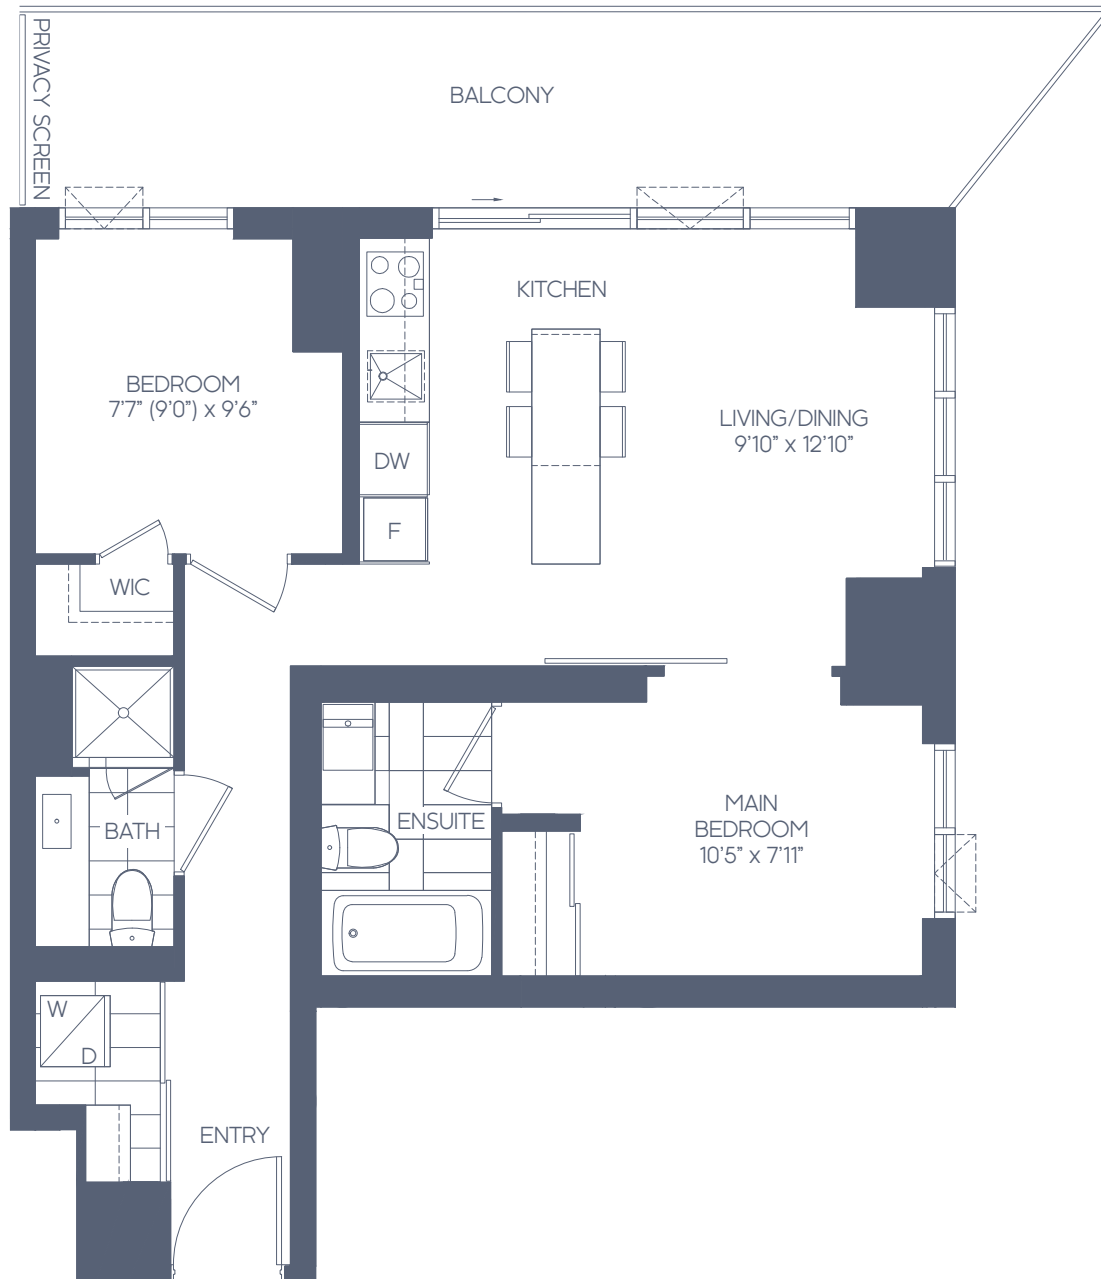 PRIVACY SCREEN
BALCONY
KITCHEN
BEDROOM
7'7" (9'0") x 9'6"
LIVING/DINING
9'10" x 12'10"
DW
F
WIC
MAIN
BEDROOM
10'5" x 7'11"
ENSUITE
BATH
W
D
ENTRY